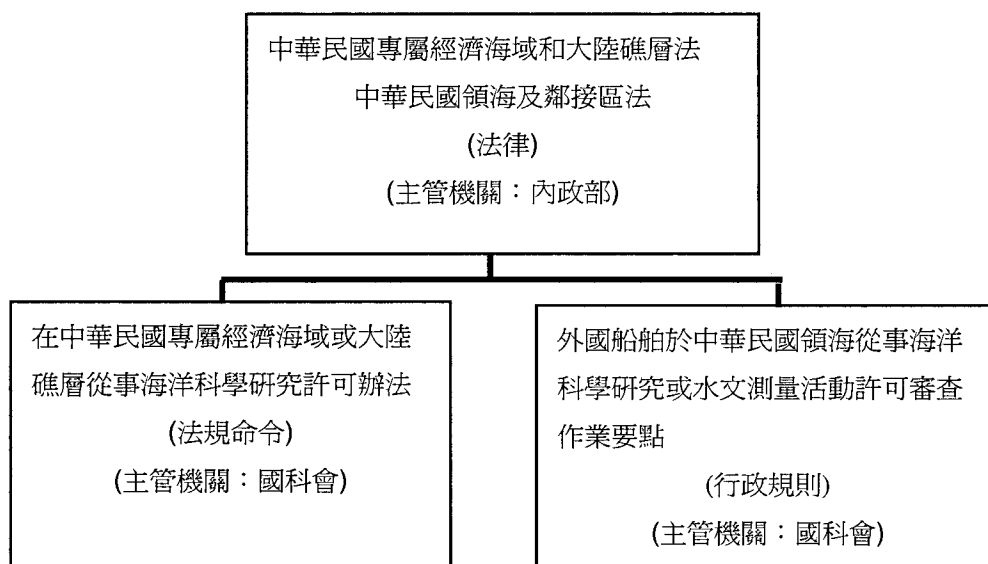 中華民國專屬經濟海域和大陸礁層法
中華民國領海及鄰接區法
(法律)
(主管機關：內政部)
在中華民國專屬經濟海域或大陸
礁層從事海洋科學研究許可辦法
(法規命令)
(主管機關：國科會)
外國船舶於中華民國領海從事海洋
科學研究或水文測量活動許可審查
作業要點
(行政規則)
(主管機關：國科會)